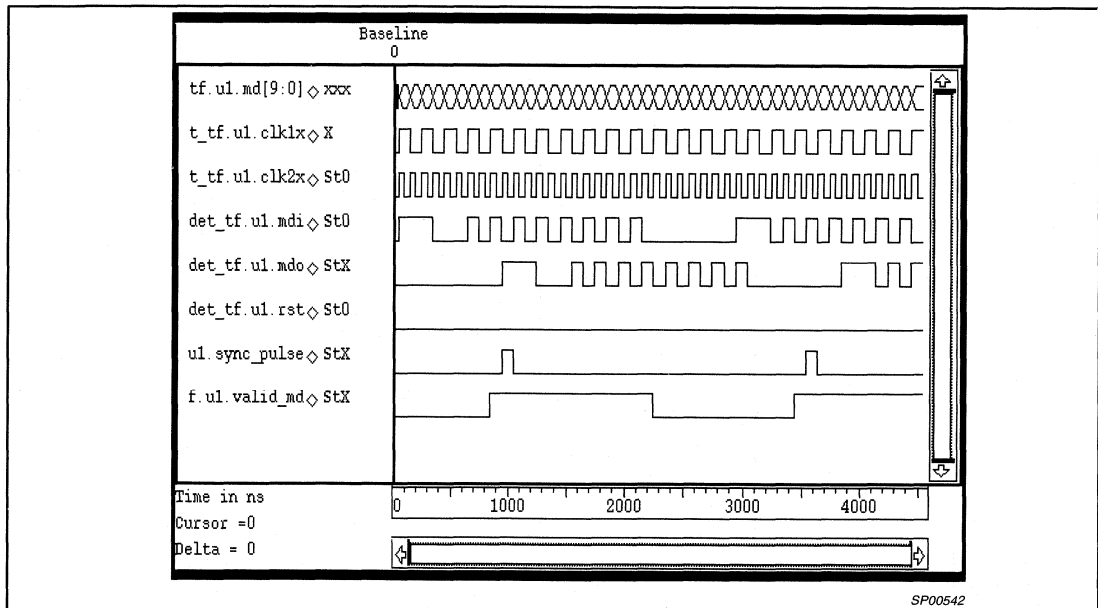 Baseline
0
tf.u1.md[9:0]◇ xxx
t_tf.u1.clk1x◇ X
t_tf.u1.clk2x◇ St0
det_tf.u1.mdi◇ St0
det_tf.u1.mdo◇ StX
det_tf.u1.rst◇ St0
u1.sync_pulse◇ StX
f.u1.valid_md◇ StX
Time in ns
0 1000 2000 3000 4000
Cursor =0
Delta = 0
SP00542